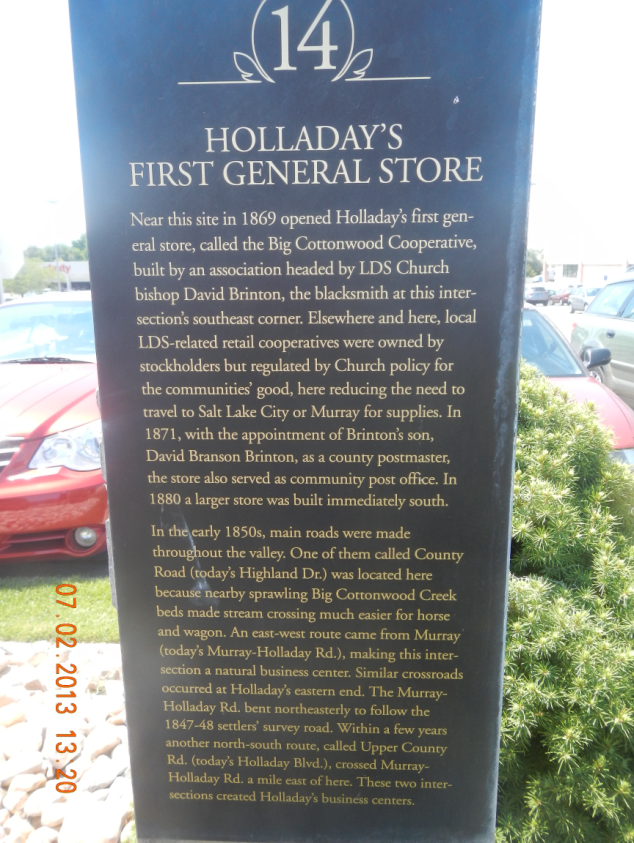 14
HOLLADAY'S
FIRST GENERAL STORE
Near this site in 1869 opened Holladay's first gen-
eral store, called the Big Cottonwood Cooperative,
built by an association headed by LDS Church
bishop David Brinton, the blacksmith at this inter-
section's southeast corner. Elsewhere and here, local
LDS-related retail cooperatives were owned by
stockholders but regulated by Church policy for
the communities' good, here reducing the need to
travel to Salt Lake City or Murray for supplies. In
1871, with the appointment of Brinton's son,
David Branson Brinton, as a county postmaster,
the store also served as community post office. In
1880 a larger store was built immediately south.
In the early 1850s, main roads were made
throughout the valley. One of them called County
Road (today's Highland Dr.) was located here
because nearby sprawling Big Cottonwood Creek
beds made stream crossing much easier for horse
and wagon. An east-west route came from Murray
(today's Murray-Holladay Rd.), making this inter-
section a natural business center. Similar crossroads
occurred at Holladay's eastern end. The Murray-
Holladay Rd. bent northeasterly to follow the
1847-48 settlers' survey road. Within a few years
another north-south route, called Upper County
Rd. (today's Holladay Blvd.), crossed Murray-
Holladay Rd. a mile east of here. These two inter-
sections created Holladay's business centers.
07 02.2013 13:20